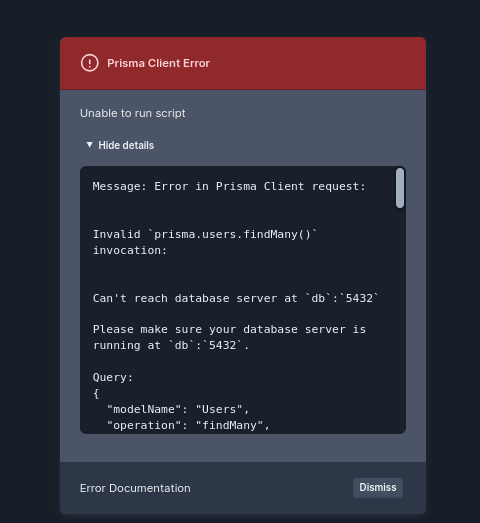 Prisma Client Error
Unable to run script
▼ Hide details
Message: Error in Prisma Client request:
Invalid `prisma.users.findMany()`
invocation:
Can't reach database server at `db`:`5432`
Please make sure your database server is
running at `db`:`5432`.
Query:
{
  "modelName": "Users",
  "operation": "findMany",
Error Documentation
Dismiss